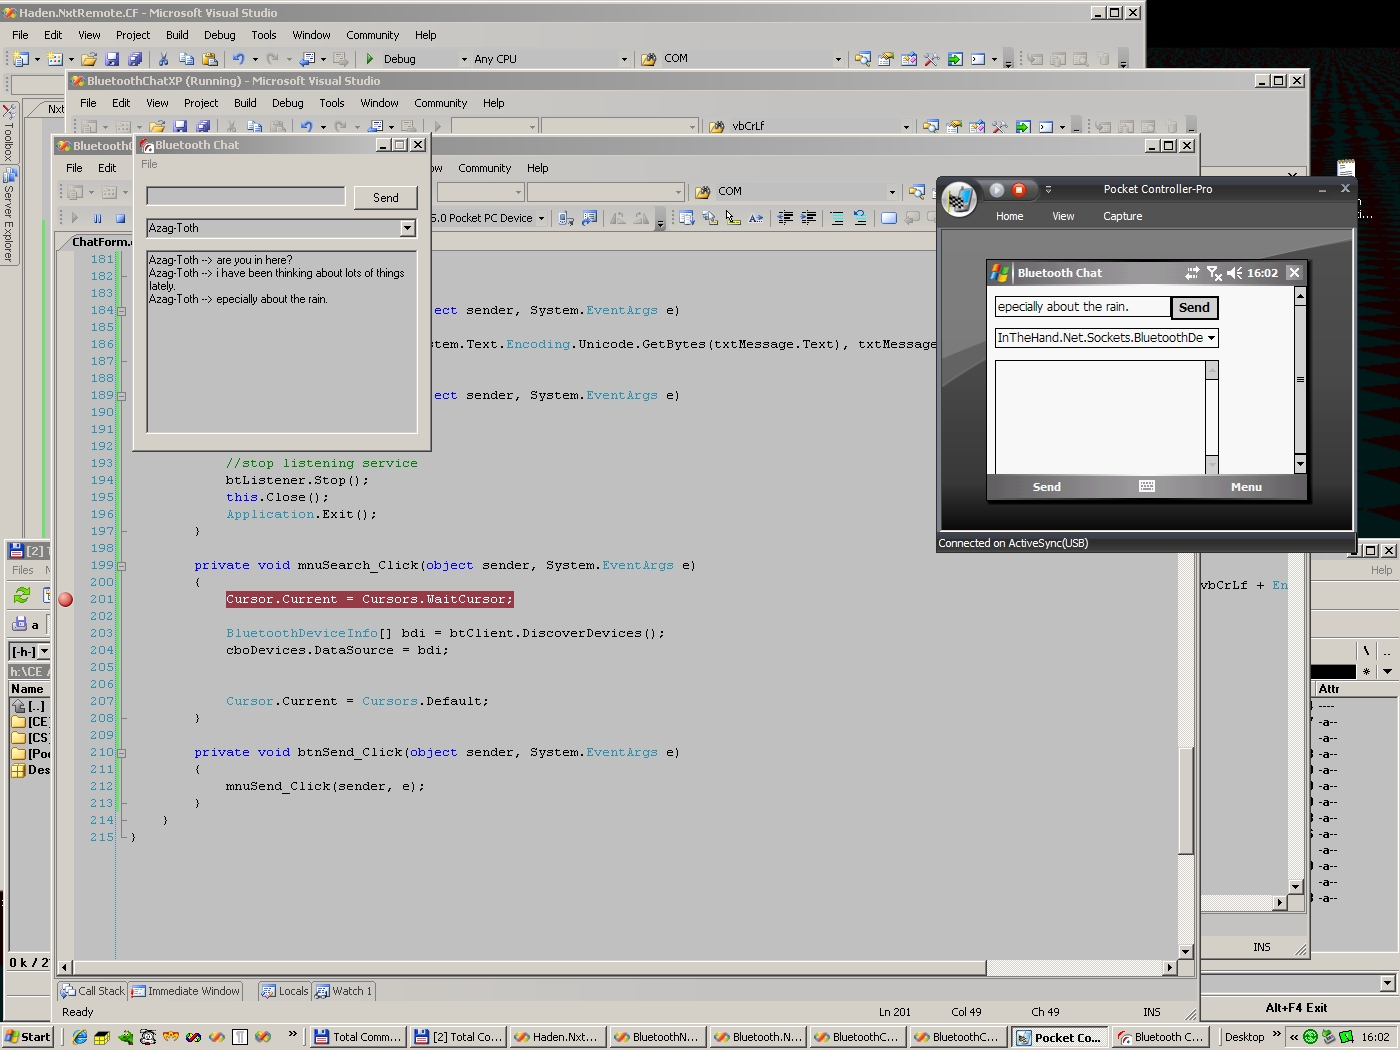 Haden.NxtRemote.CF - Microsoft Visual Studio
File Edit View Project Build Debug Tools Window Community Help
Debug Any CPU COM
BluetoothChatXP (Running) - Microsoft Visual Studio
File Edit View Project Build Debug Tools Window Community Help
Nxt
vbCrLf
Toolbox
Server Explorer
Bluetooth
File Edit
ow Community Help
COM
5.0 Pocket PC Device
ChatForm.
Bluetooth Chat
File
Send
Azag-Toth
Azag-Toth --> are you in here?
Azag-Toth --> i have been thinking about lots of things
lately.
Azag-Toth --> epecially about the rain.
Pocket Controller-Pro
Home View Capture
Bluetooth Chat 16:02
epecially about the rain. Send
InTheHand.Net.Sockets.BluetoothDe
Send Menu
Connected on ActiveSync(USB)
181
182
183
184 ect sender, System.EventArgs e)
185
186 tem.Text.Encoding.Unicode.GetBytes(txtMessage.Text), txtMessage
187
188
189 ect sender, System.EventArgs e)
190
191
192
193 //stop listening service
194 btListener.Stop();
195 this.Close();
196 Application.Exit();
197 }
198
199 private void mnuSearch_Click(object sender, System.EventArgs e)
200 {
201 Cursor.Current = Cursors.WaitCursor;
202
203 BluetoothDeviceInfo[] bdi = btClient.DiscoverDevices();
204 cboDevices.DataSource = bdi;
205
206
207 Cursor.Current = Cursors.Default;
208 }
209
210 private void btnSend_Click(object sender, System.EventArgs e)
211 {
212 mnuSend_Click(sender, e);
213 }
214 }
215 }
vbCrLf + En
[2] T
Files N
Help
a
[-h-]
\ ..
h:\CE A
*
Name
Attr
[..]
[CE]
[CS]
[Poc
Des
----
-a--
-a--
-a--
-a--
-a--
-a--
-a--
-a--
-a--
-a--
-a--
-a--
0 k / 2
INS
Call Stack Immediate Window Locals Watch 1
Ready Ln 201 Col 49 Ch 49 INS
Alt+F4 Exit
Start » Total Comm... [2] Total Co... Haden.Nxt... BluetoothN... Bluetooth.N... BluetoothC... BluetoothC... Pocket Co... Bluetooth C... Desktop » « 16:02